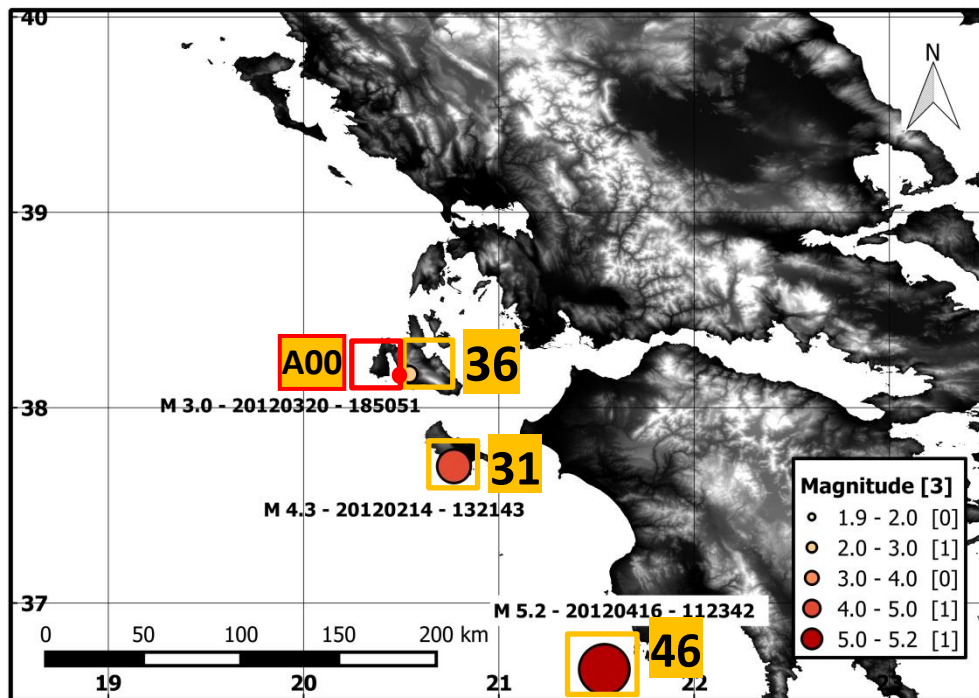 40
N
39
A00
36
38
M 3.0 - 20120320 - 185051
31
M 4.3 - 20120214 - 132143
Magnitude [3]
1.9 - 2.0 [0]
2.0 - 3.0 [1]
3.0 - 4.0 [0]
4.0 - 5.0 [1]
5.0 - 5.2 [1]
37
M 5.2 - 20120416 - 112342
0 50 100 150 200 km
46
19 20 21 22 23